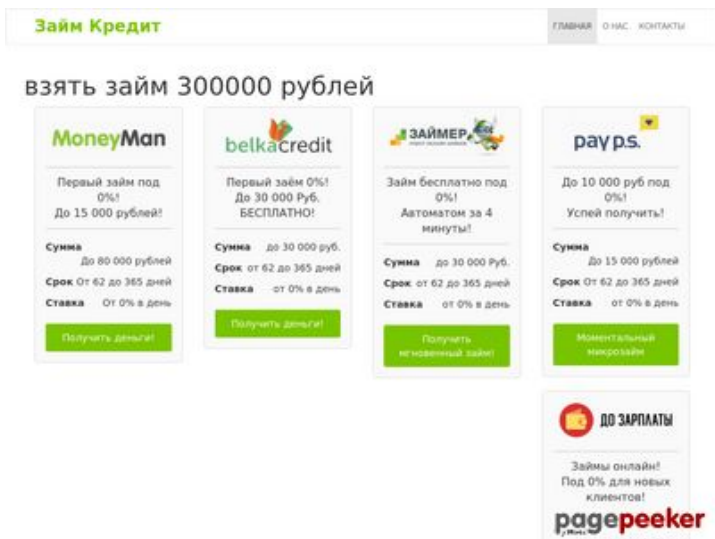 Займ Кредит
ГЛАВНАЯ О НАС КОНТАКТЫ
взять займ 300000 рублей
MoneyMan
Первый займ под
0%!
До 15 000 рублей!
Сумма
До 80 000 рублей
Срок От 62 до 365 дней
Ставка От 0% в день
Получить деньги!
belkacredit
Первый заём 0%!
До 30 000 Руб.
БЕСПЛАТНО!
Сумма до 30 000 руб.
Срок от 62 до 365 дней
Ставка от 0% в день
Получить деньги!
ЗАЙМЕР
Займ бесплатно под
0%!
Автоматом за 4
минуты!
Сумма до 30 000 Руб.
Срок от 62 до 365 дней
Ставка от 0% в день
Получить
мгновенный займ!
pay p.s.
До 10 000 руб под
0%!
Успей получить!
Сумма
До 15 000 рублей
Срок От 62 до 365 дней
Ставка от 0% в день
Моментальный
микрозайм
ДО ЗАРПЛАТЫ
Займы онлайн!
Под 0% для новых
клиентов!
pagepeeker